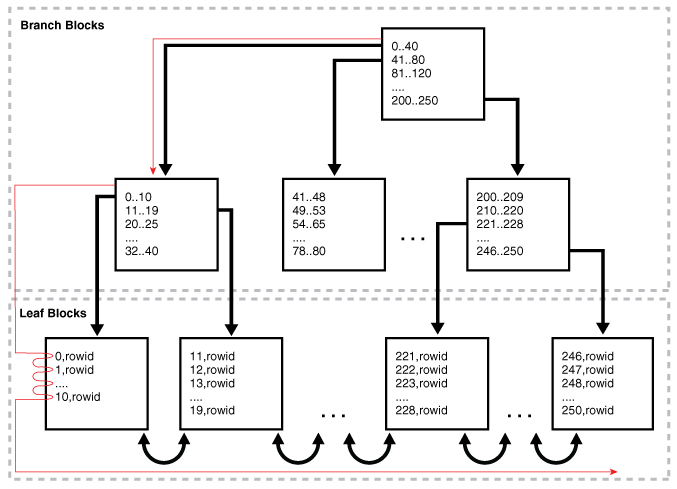 Branch Blocks
0..40
41..80
81..120
....
200..250
0..10
11..19
20..25
....
32..40
41..48
49..53
54..65
....
78..80
...
200..209
210..220
221..228
....
246..250
Leaf Blocks
0,rowid
1,rowid
....
10,rowid
11,rowid
12,rowid
13,rowid
....
19,rowid
...
221,rowid
222,rowid
223,rowid
....
228,rowid
...
246,rowid
247,rowid
248,rowid
....
250,rowid